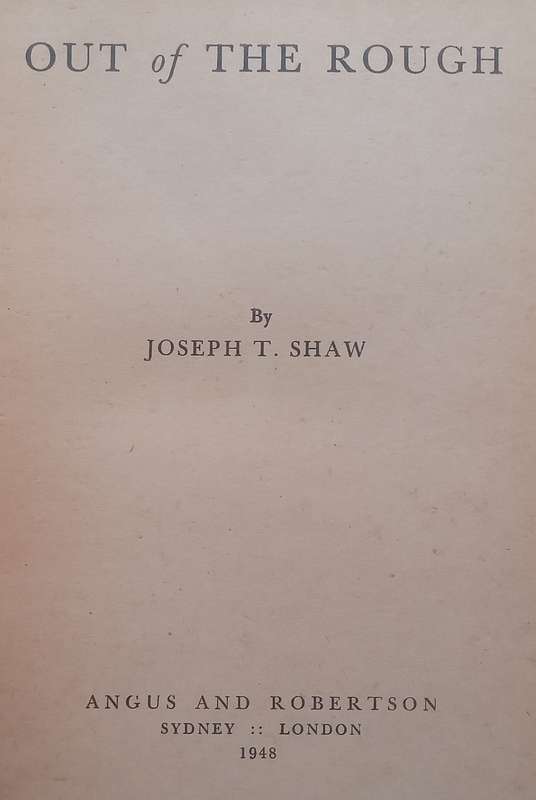 OUT of THE ROUGH
By
JOSEPH T. SHAW
ANGUS AND ROBERTSON
SYDNEY :: LONDON
1948